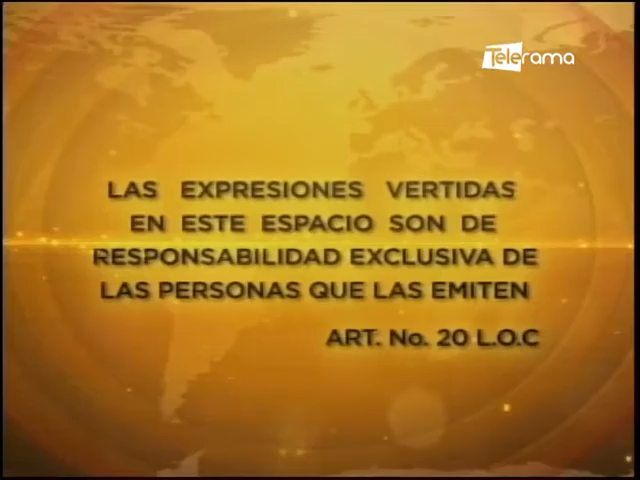 Telerama
LAS EXPRESIONES VERTIDAS
EN ESTE ESPACIO SON DE
RESPONSABILIDAD EXCLUSIVA DE
LAS PERSONAS QUE LAS EMITEN
ART. No. 20 L.O.C